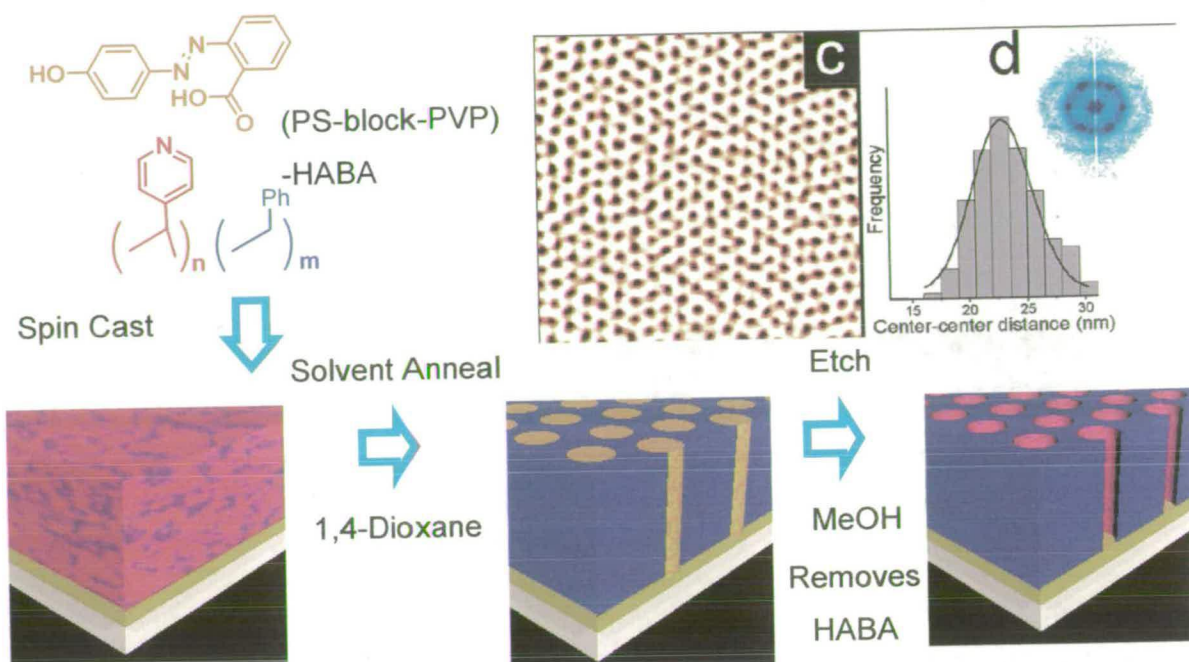 HO
N
N
HO
O
(PS-block-PVP)
-HABA
N
Ph
n
m
c
d
Frequency
15 20 25 30
Center-center distance (nm)
Spin Cast
Solvent Anneal
1,4-Dioxane
Etch
MeOH
Removes
HABA